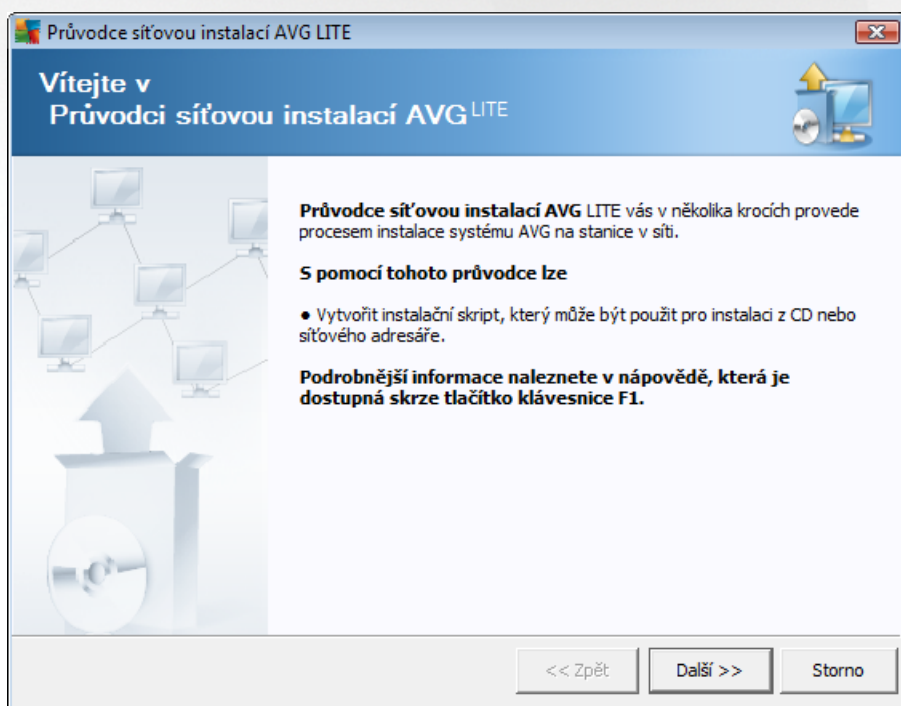 Průvodce síťovou instalací AVG LITE
Vítejte v
Průvodci síťovou instalací AVG LITE
Průvodce síťovou instalací AVG LITE vás v několika krocích provede
procesem instalace systému AVG na stanice v síti.
S pomocí tohoto průvodce lze
• Vytvořit instalační skript, který může být použit pro instalaci z CD nebo
síťového adresáře.
Podrobnější informace naleznete v nápovědě, která je
dostupná skrze tlačítko klávesnice F1.
<< Zpět
Další >>
Storno